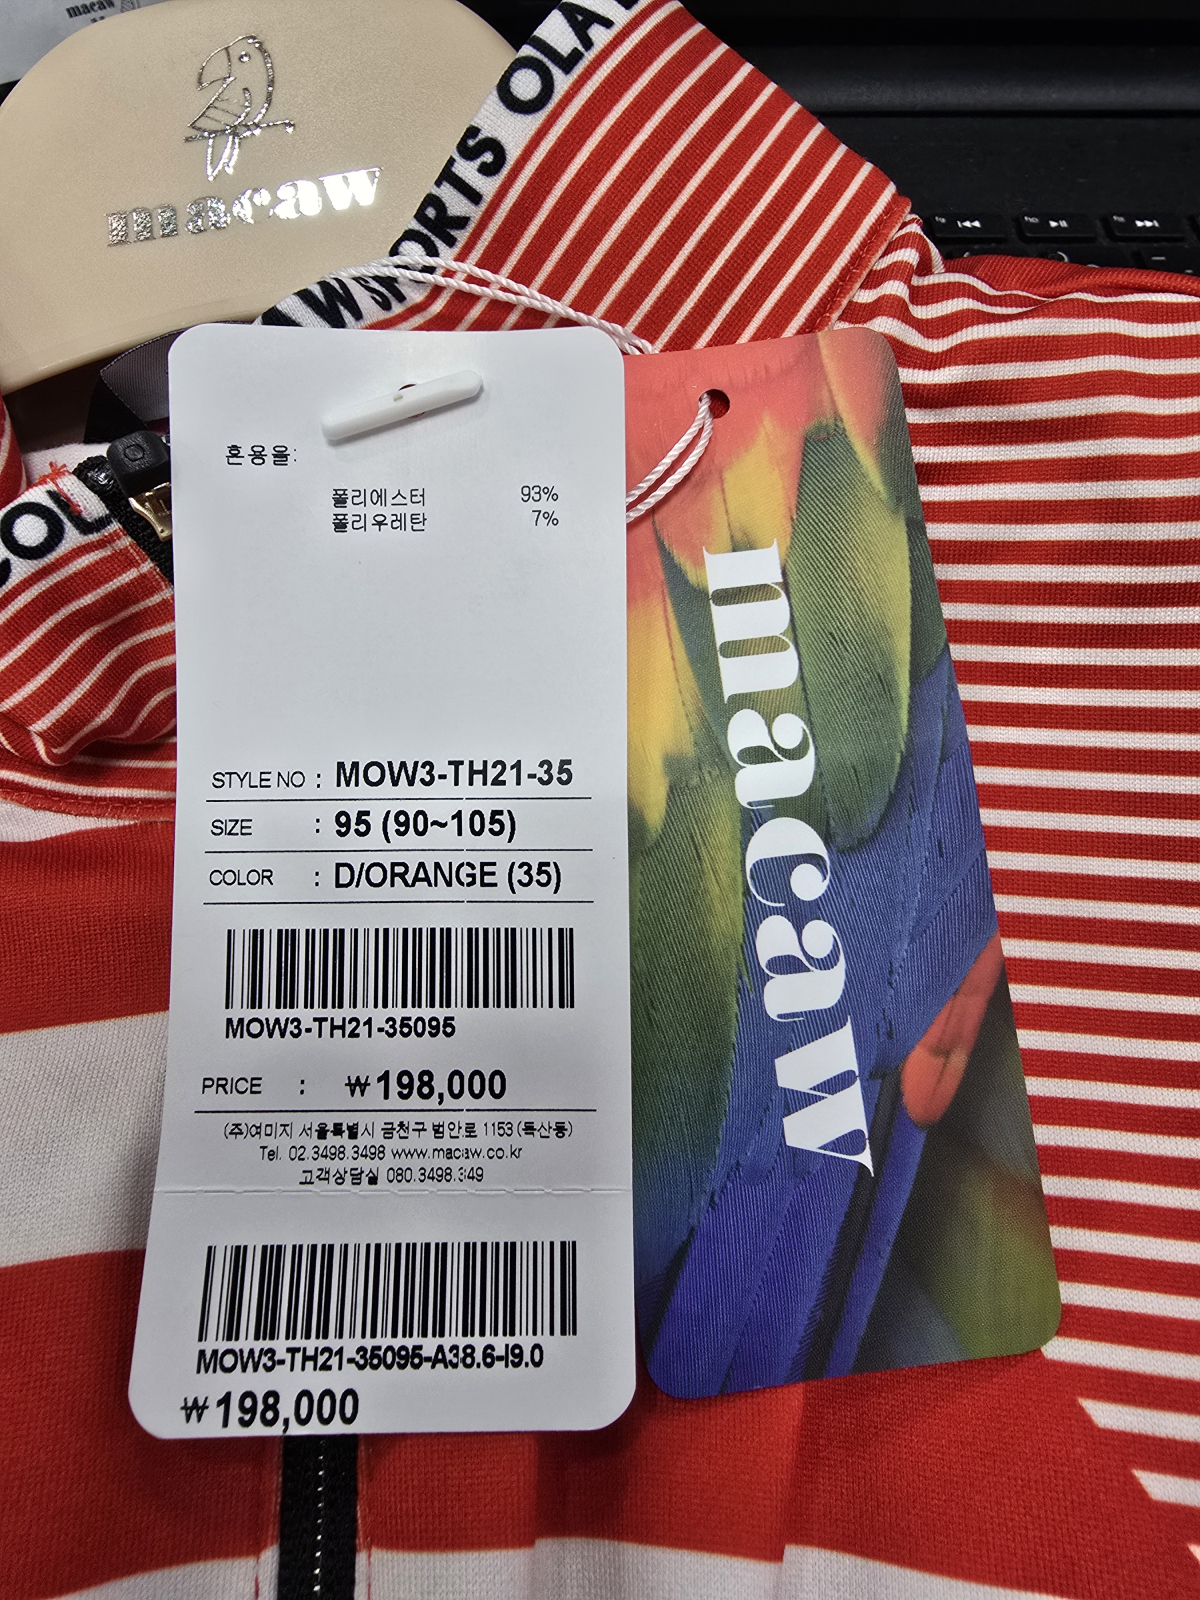 macaw
macaw
OLA
SPORTS
AW
COL
혼용율:
폴리에스터 93%
폴리우레탄 7%
STYLE NO : MOW3-TH21-35
SIZE : 95 (90~105)
COLOR : D/ORANGE (35)
MOW3-TH21-35095
PRICE : ₩198,000
(주)여미지 서울특별시 금천구 범안로 1153 (독산동)
Tel. 02.3498.3498 www.macaw.co.kr
고객상담실 080.3498.349
MOW3-TH21-35095-A38.6-I9.0
₩198,000
macaw